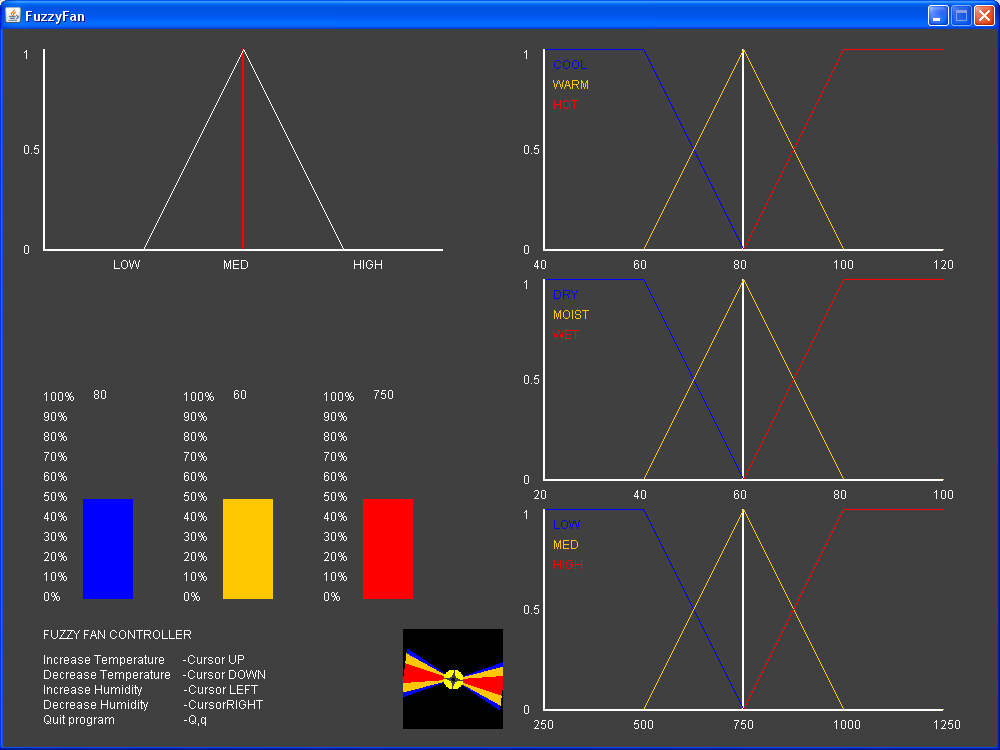 FuzzyFan
1
0.5
0
LOW MED HIGH
1
COOL
WARM
HOT
0.5
0
40 60 80 100 120
1
DRY
MOIST
WET
0.5
0
20 40 60 80 100
1
LOW
MED
HIGH
0.5
0
250 500 750 1000 1250
100% 80 100% 60 100% 750
90% 90% 90%
80% 80% 80%
70% 70% 70%
60% 60% 60%
50% 50% 50%
40% 40% 40%
30% 30% 30%
20% 20% 20%
10% 10% 10%
0% 0% 0%
FUZZY FAN CONTROLLER
Increase Temperature -Cursor UP
Decrease Temperature -Cursor DOWN
Increase Humidity -Cursor LEFT
Decrease Humidity -CursorRIGHT
Quit program -Q,q